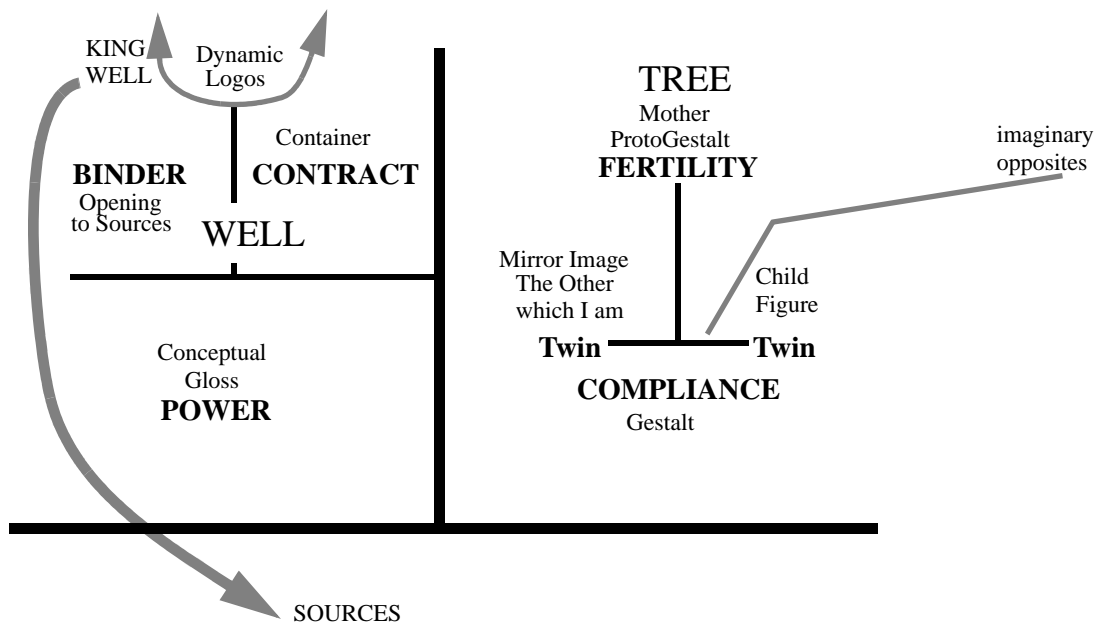 KING
WELL
Dynamic
Logos
Container
BINDER
CONTRACT
Opening
to Sources
WELL
Conceptual
Gloss
POWER
SOURCES
TREE
Mother
ProtoGestalt
FERTILITY
imaginary
opposites
Mirror Image
The Other
which I am
Child
Figure
Twin
Twin
COMPLIANCE
Gestalt